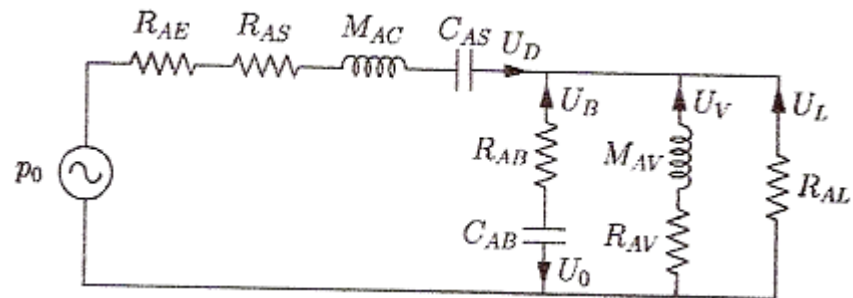 R_AE R_AS M_AC C_AS U_D
U_B U_V U_L
R_AB M_AV
p_0 R_AL
C_AB R_AV
U_0